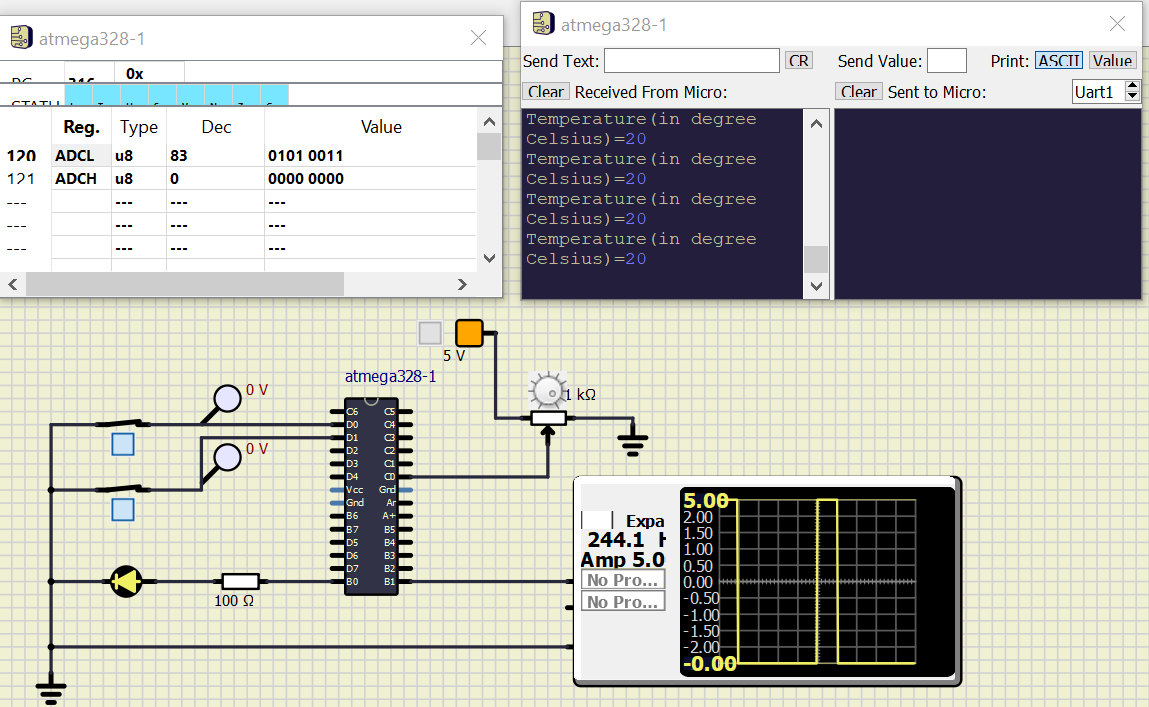 atmega328-1
0x
Reg. Type Dec Value
120 ADCL u8 83 0101 0011
121 ADCH u8 0 0000 0000
--- --- --- ---
--- --- --- ---
--- --- --- ---
atmega328-1
Send Text: CR Send Value: Print: ASCII Value
Clear Received From Micro: Clear Sent to Micro: Uart1
Temperature(in degree
Celsius)=20
Temperature(in degree
Celsius)=20
Temperature(in degree
Celsius)=20
Temperature(in degree
Celsius)=20
5 V
atmega328-1
1 kΩ
0 V
0 V
C6 C5
D0 C4
D1 C3
D2 C2
D3 C1
D4 C0
Vcc Gnd
Gnd Ar
B6 A+
B7 B5
D5 B4
D6 B3
D7 B2
B0 B1
100 Ω
Expa
244.1 H
Amp 5.0
No Pro...
No Pro...
5.00
2.00
1.50
1.00
0.50
0.00
-0.50
-1.00
-1.50
-2.00
-0.00